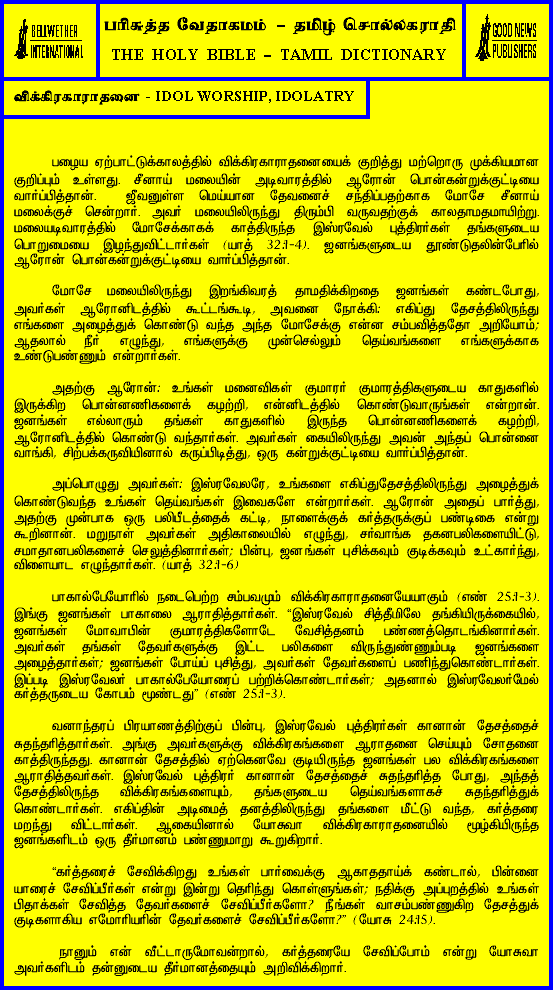 BELLWETHER
INTERNATIONAL
பரிசுத்த வேதாகமம் – தமிழ் சொல்லகராதி
THE HOLY BIBLE – TAMIL DICTIONARY
GOOD NEWS
PUBLISHERS
விக்கிரகாராதனை - IDOL WORSHIP, IDOLATRY
பழைய ஏற்பாட்டுக்காலத்தில் விக்கிரகாராதனையைக் குறித்து மற்றொரு முக்கியமான
குறிப்பும் உள்ளது. சீனாய் மலையின் அடிவாரத்தில் ஆரோன் பொன்கன்றுக்குட்டியை
வார்ப்பித்தான். ஜீவனுள்ள மெய்யான தேவனைச் சந்திப்பதற்காக மோசே சீனாய்
மலைக்குச் சென்றார். அவர் மலையிலிருந்து திரும்பி வருவதற்குக் காலதாமதமாயிற்று.
மலையடிவாரத்தில் மோசேக்காகக் காத்திருந்த இஸ்ரவேல் புத்திரர்கள் தங்களுடைய
பொறுமையை இழந்துவிட்டார்கள் (யாத் 32:1-4). ஜனங்களுடைய தூண்டுதலின்பேரில்
ஆரோன் பொன்கன்றுக்குட்டியை வார்ப்பித்தான்.
மோசே மலையிலிருந்து இறங்கிவரத் தாமதிக்கிறதை ஜனங்கள் கண்டபோது,
அவர்கள் ஆரோனிடத்தில் கூட்டங்கூடி, அவனை நோக்கி: எகிப்து தேசத்திலிருந்து
எங்களை அழைத்துக் கொண்டு வந்த அந்த மோசேக்கு என்ன சம்பவித்ததோ அறியோம்;
ஆதலால் நீர் எழுந்து, எங்களுக்கு முன்செல்லும் தெய்வங்களை எங்களுக்காக
உண்டுபண்ணும் என்றார்கள்.
அதற்கு ஆரோன்: உங்கள் மனைவிகள் குமாரர் குமாரத்திகளுடைய காதுகளில்
இருக்கிற பொன்னணிகளைக் கழற்றி, என்னிடத்தில் கொண்டுவாருங்கள் என்றான்.
ஜனங்கள் எல்லாரும் தங்கள் காதுகளில் இருந்த பொன்னணிகளைக் கழற்றி,
ஆரோனிடத்தில் கொண்டு வந்தார்கள். அவர்கள் கையிலிருந்து அவன் அந்தப் பொன்னை
வாங்கி, சிற்பக்கருவியினால் கருப்பிடித்து, ஒரு கன்றுக்குட்டியை வார்ப்பித்தான்.
அப்பொழுது அவர்கள்: இஸ்ரவேலரே, உங்களை எகிப்துதேசத்திலிருந்து அழைத்துக்
கொண்டுவந்த உங்கள் தெய்வங்கள் இவைகளே என்றார்கள். ஆரோன் அதைப் பார்த்து,
அதற்கு முன்பாக ஒரு பலிபீடத்தைக் கட்டி, நாளைக்குக் கர்த்தருக்குப் பண்டிகை என்று
கூறினான். மறுநாள் அவர்கள் அதிகாலையில் எழுந்து, சர்வாங்க தகனபலிகளையிட்டு,
சமாதானபலிகளைச் செலுத்தினார்கள்; பின்பு, ஜனங்கள் புசிக்கவும் குடிக்கவும் உட்கார்ந்து,
விளையாட எழுந்தார்கள். (யாத் 32:1-6)
பாகால்பேயோரில் நடைபெற்ற சம்பவமும் விக்கிரகாராதனையேயாகும் (எண் 25:1-3).
இங்கு ஜனங்கள் பாகாலை ஆராதித்தார்கள். “இஸ்ரவேல் சித்தீமிலே தங்கியிருக்கையில்,
ஜனங்கள் மோவாபின் குமாரத்திகளோடே வேசித்தனம் பண்ணத்தொடங்கினார்கள்.
அவர்கள் தங்கள் தேவர்களுக்கு இட்ட பலிகளை விருந்துண்ணும்படி ஜனங்களை
அழைத்தார்கள்; ஜனங்கள் போய்ப் புசித்து, அவர்கள் தேவர்களைப் பணிந்துகொண்டார்கள்.
இப்படி இஸ்ரவேலர் பாகால்பேயோரைப் பற்றிக்கொண்டார்கள்; அதனால் இஸ்ரவேலர்மேல்
கர்த்தருடைய கோபம் மூண்டது” (எண் 25:1-3).
வனாந்தரப் பிரயாணத்திற்குப் பின்பு, இஸ்ரவேல் புத்திரர்கள் கானான் தேசத்தைச்
சுதந்தரித்தார்கள். அங்கு அவர்களுக்கு விக்கிரகங்களை ஆராதனை செய்யும் சோதனை
காத்திருந்தது. கானான் தேசத்தில் ஏற்கெனவே குடியிருந்த ஜனங்கள் பல விக்கிரகங்களை
ஆராதித்தவர்கள். இஸ்ரவேல் புத்திரர் கானான் தேசத்தைச் சுதந்தரித்த போது, அந்தத்
தேசத்திலிருந்த விக்கிரகங்களையும், தங்களுடைய தெய்வங்களாகச் சுதந்தரித்துக்
கொண்டார்கள். எகிப்தின் அடிமைத் தனத்திலிருந்து தங்களை மீட்டு வந்த, கர்த்தரை
மறந்து விட்டார்கள். ஆகையினால் யோசுவா விக்கிரகாராதனையில் மூழ்கியிருந்த
ஜனங்களிடம் ஒரு தீர்மானம் பண்ணுமாறு கூறுகிறார்.
“கர்த்தரைச் சேவிக்கிறது உங்கள் பார்வைக்கு ஆகாததாய்க் கண்டால், பின்னை
யாரைச் சேவிப்பீர்கள் என்று இன்று தெரிந்து கொள்ளுங்கள்; நதிக்கு அப்புறத்தில் உங்கள்
பிதாக்கள் சேவித்த தேவர்களைச் சேவிப்பீர்களோ? நீங்கள் வாசம்பண்ணுகிற தேசத்துக்
குடிகளாகிய எமோரியரின் தேவர்களைச் சேவிப்பீர்களோ?” (யோசு 24:15).
நானும் என் வீட்டாருமோவென்றால், கர்த்தரையே சேவிப்போம் என்று யோசுவா
அவர்களிடம் தன்னுடைய தீர்மானத்தையும் அறிவிக்கிறார்.